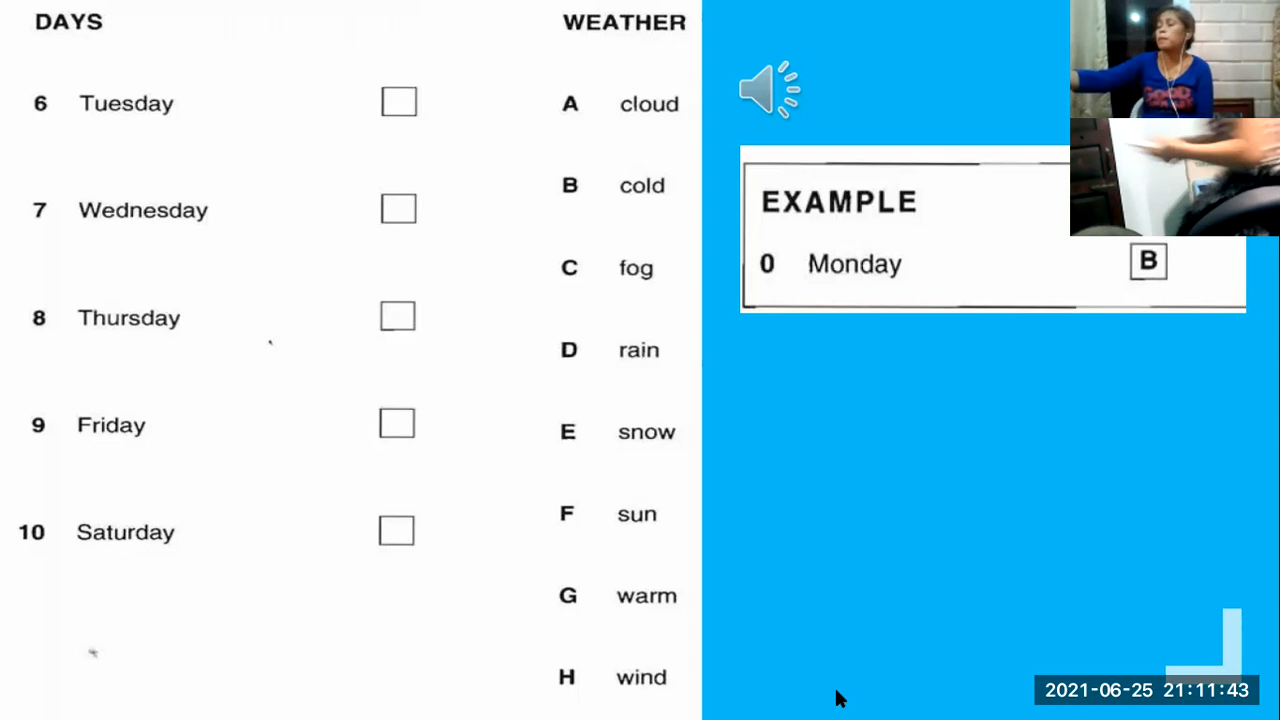 DAYS
6 Tuesday
7 Wednesday
8 Thursday
9 Friday
10 Saturday
WEATHER
A cloud
B cold
C fog
D rain
E snow
F sun
G warm
H wind
EXAMPLE
0 Monday B
2021-06-25 21:11:43